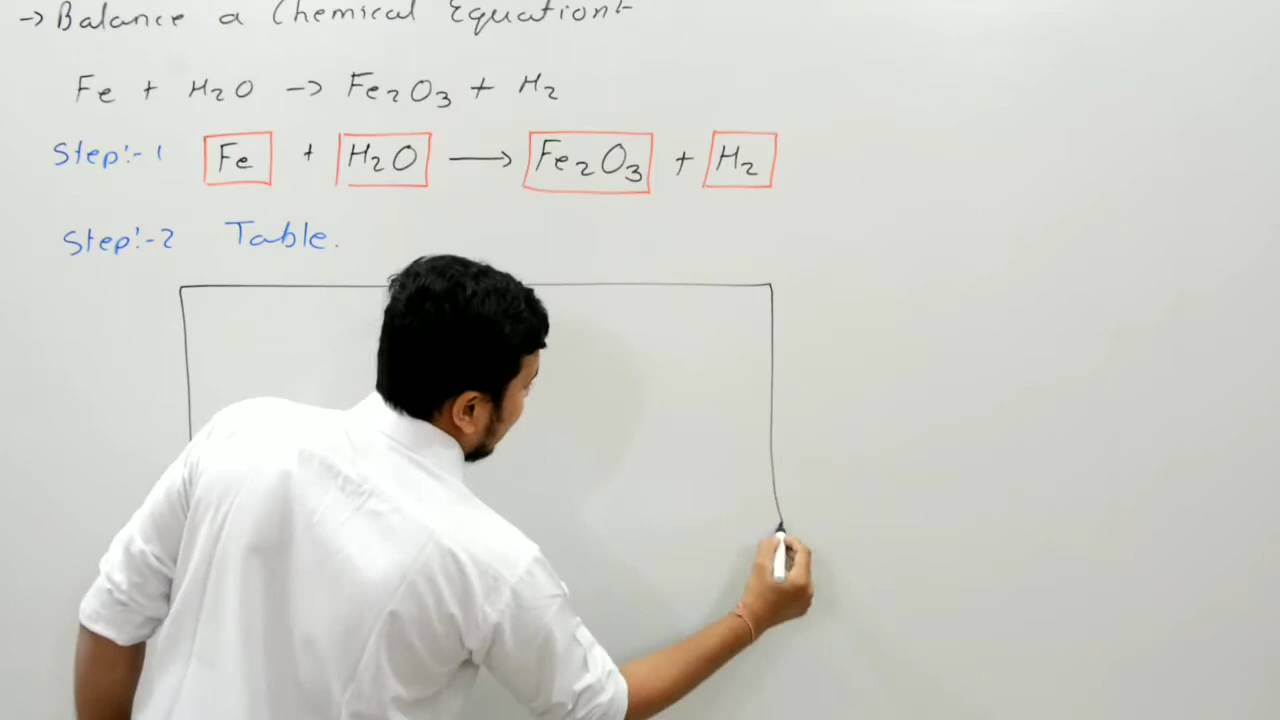 → Balance a Chemical Equation:-
Fe + H2O → Fe2O3 + H2
Step:-1 Fe + H2O → Fe2O3 + H2
Step:-2 Table.